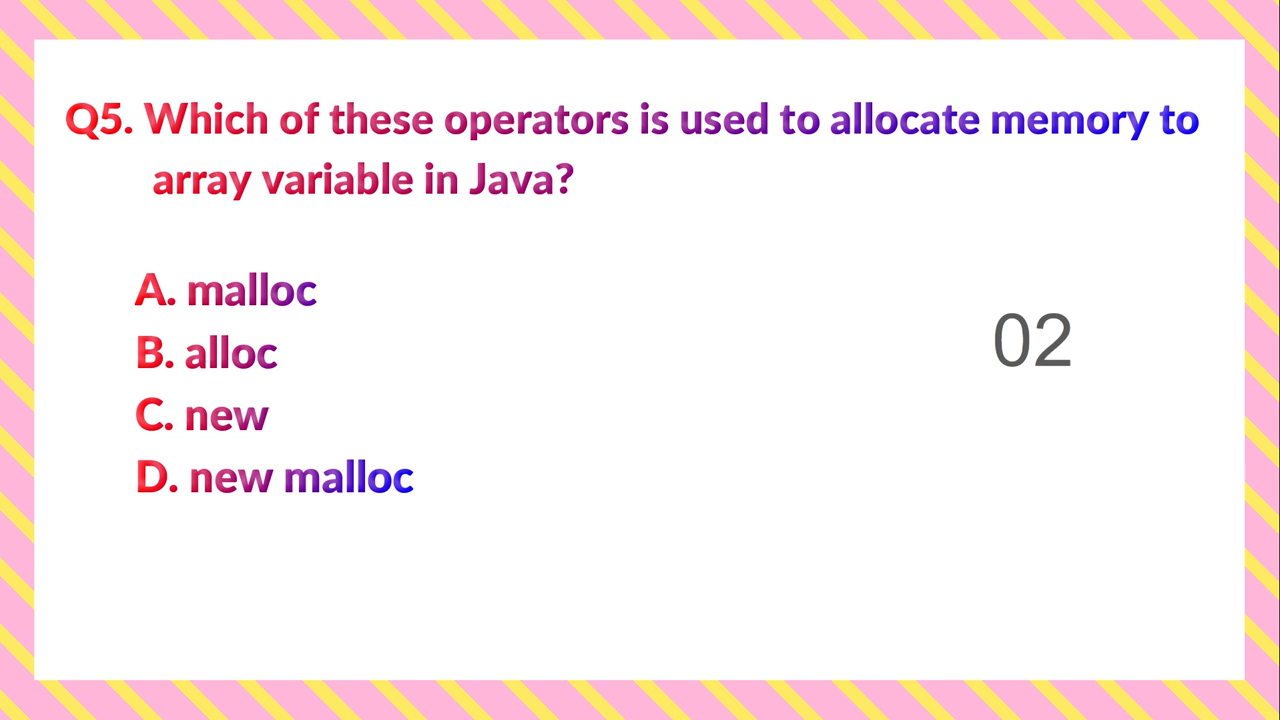 Q5. Which of these operators is used to allocate memory to
array variable in Java?
A. malloc
B. alloc
C. new
D. new malloc
02